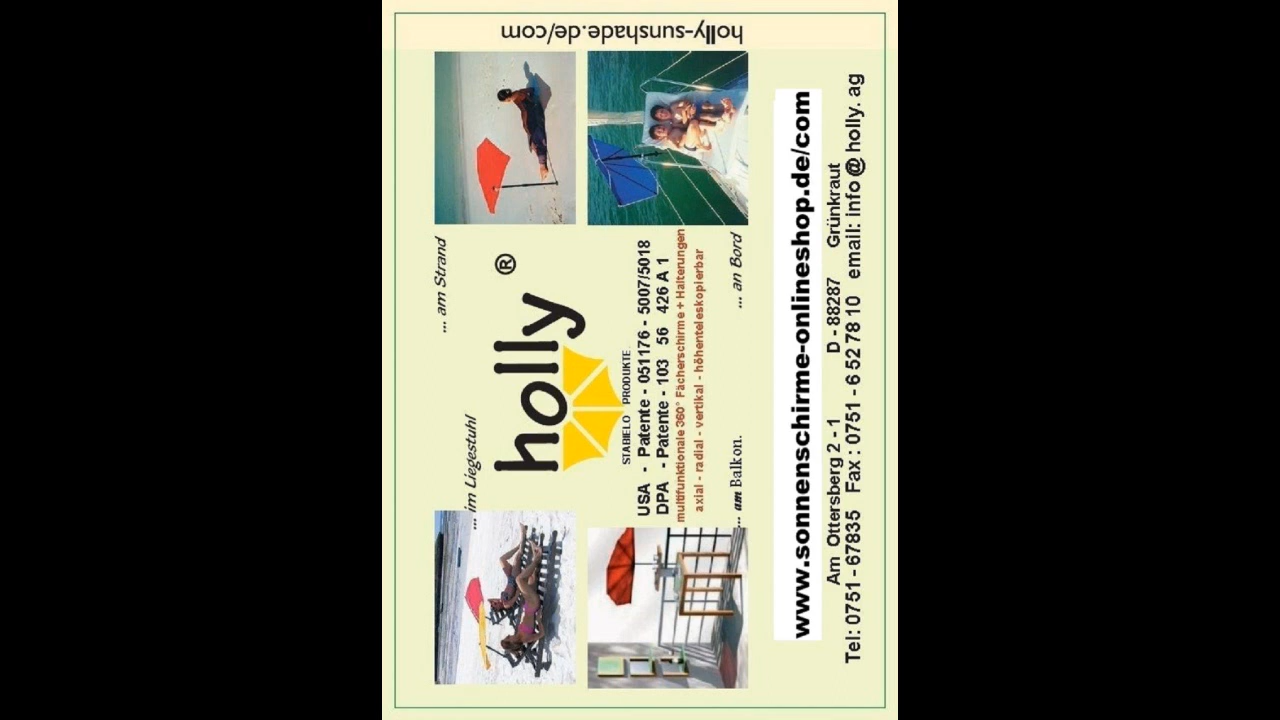 holly-sunshade.de/com
... im Liegestuhl
... am Strand
holly ®
STABIELO PRODUKTE
USA - Patente - 051176 - 5007/5018
DPA - Patente - 103 56 426 A 1
multifunktionale 360° Fächerschirme + Halterungen
axial - radial - vertikal - höhenteleskopierbar
... am Balkon.
... an Bord
www.sonnenschirme-onlineshop.de/com
Am Ottersberg 2 - 1 D - 88287 Grünkraut
Tel: 0751 - 67835 Fax : 0751 - 6 52 78 10 email: info @ holly. ag